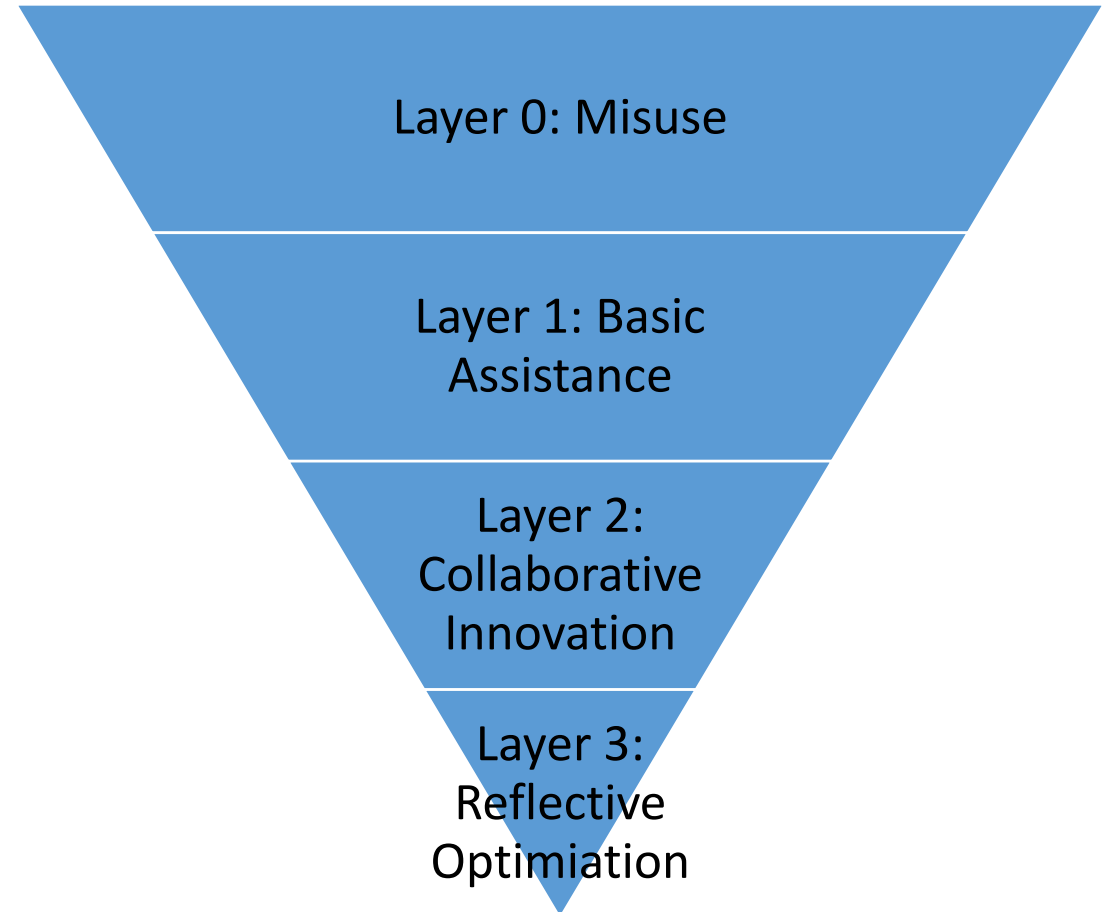 Layer 0: Misuse
Layer 1: Basic
Assistance
Layer 2:
Collaborative
Innovation
Layer 3:
Reflective
Optimiation